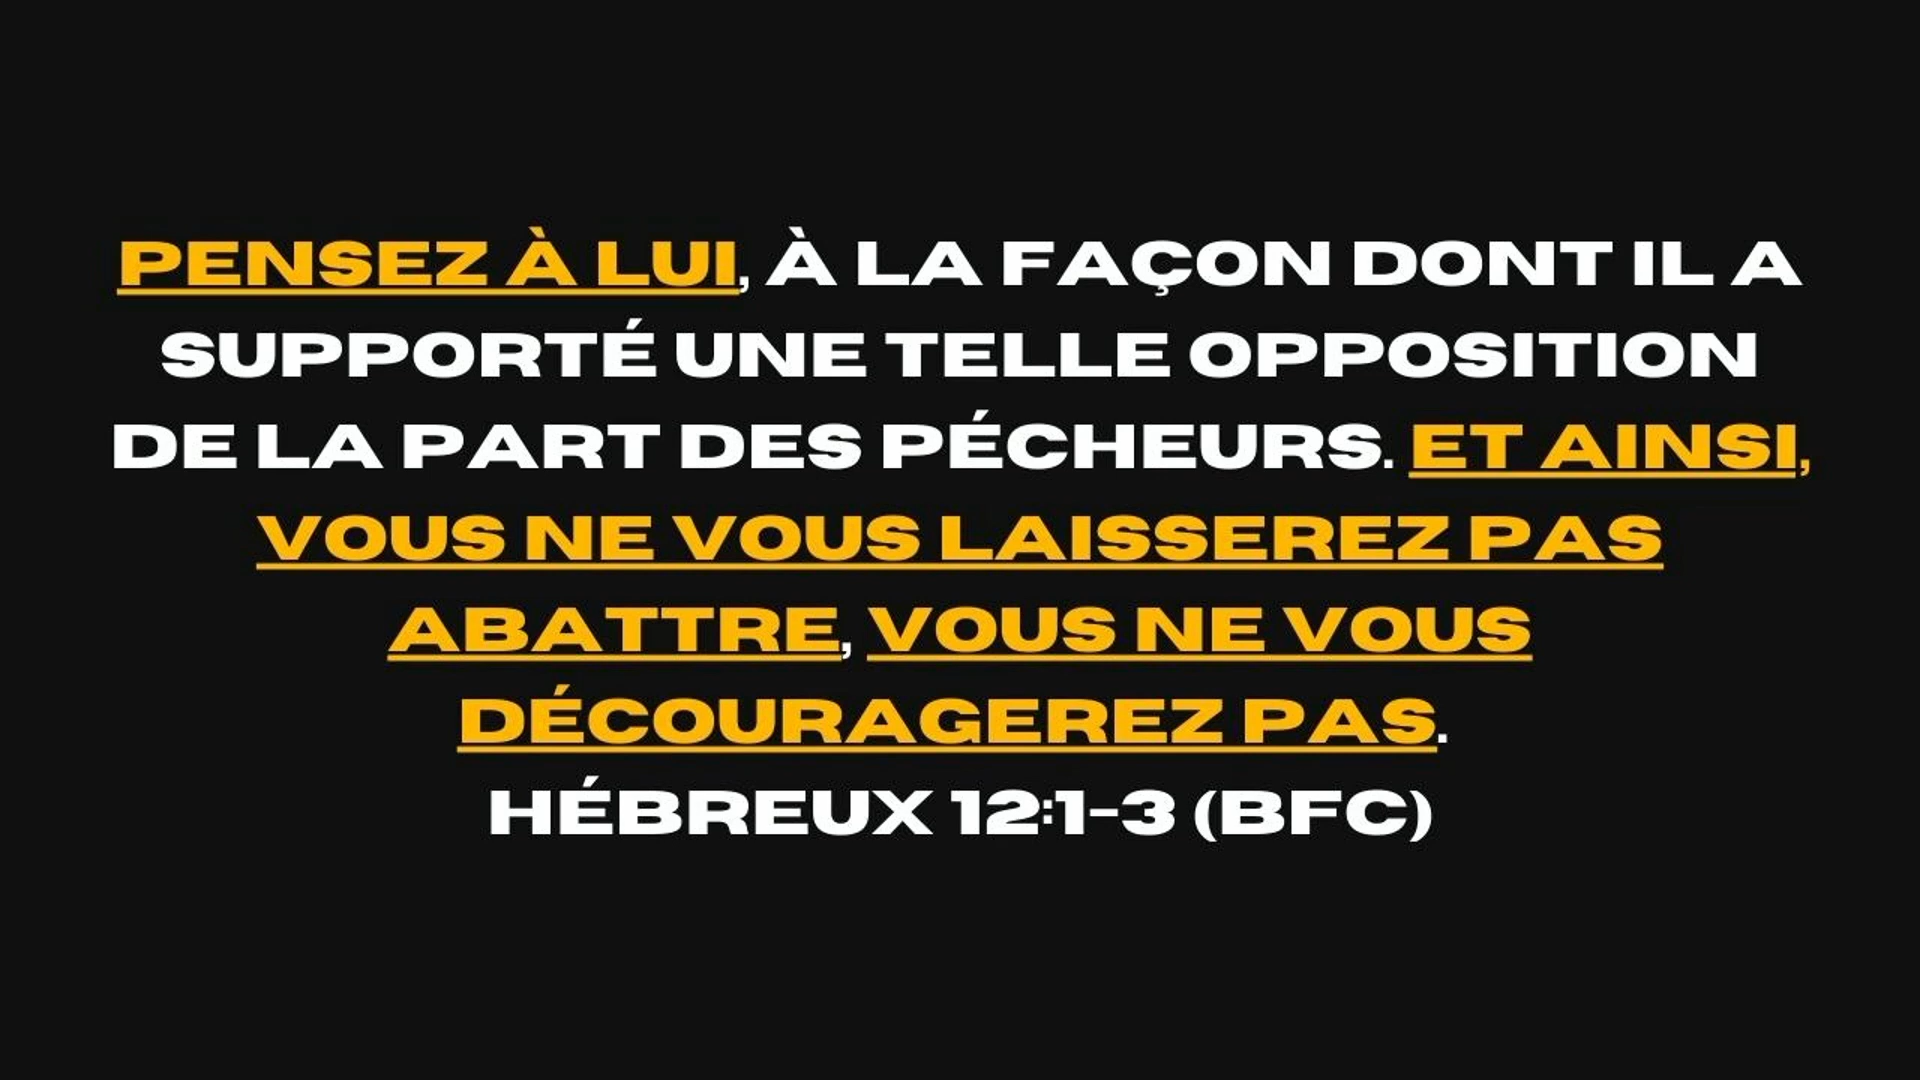 PENSEZ À LUI, À LA FAÇON DONT IL A
SUPPORTÉ UNE TELLE OPPOSITION
DE LA PART DES PÉCHEURS. ET AINSI,
VOUS NE VOUS LAISSEREZ PAS
ABATTRE, VOUS NE VOUS
DÉCOURAGEREZ PAS.
HÉBREUX 12:1-3 (BFC)